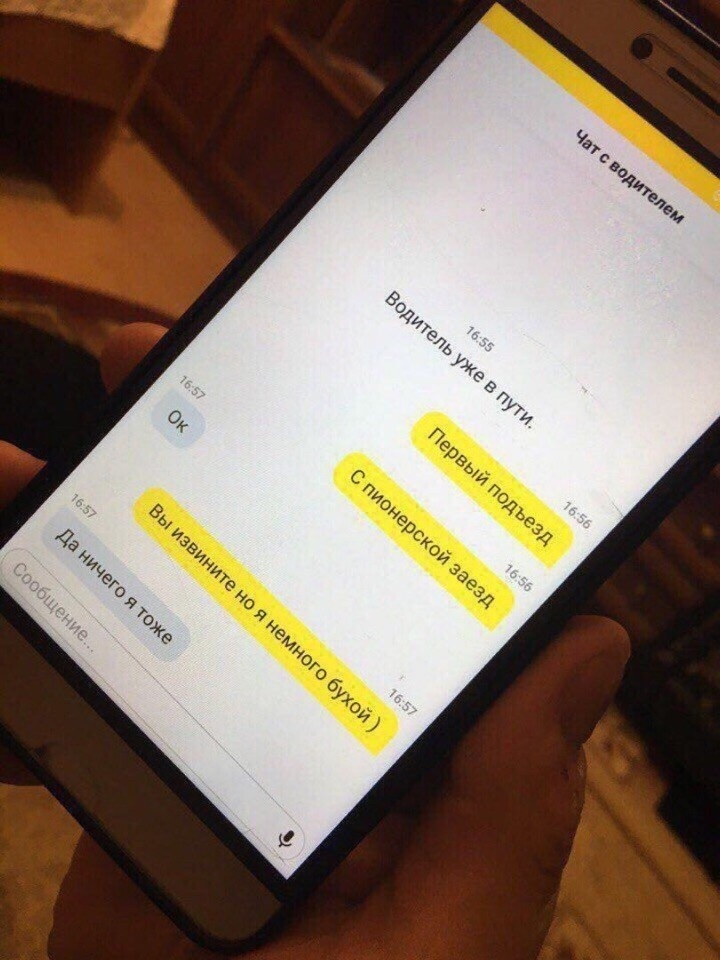 Чат с водителем
16:55
Водитель уже в пути.
Первый подъезд
16:56
С пионерской заезд
16:56
16:57
Ок
Вы извините но я немного бухой )
16:57
16:57
Да ничего я тоже
Сообщение...